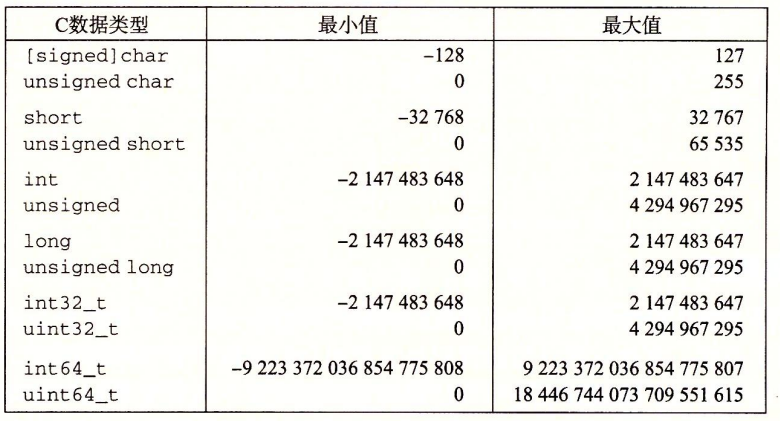 C数据类型 最小值 最大值
[signed]char −128 127
unsigned char 0 255
short −32 768 32 767
unsigned short 0 65 535
int −2 147 483 648 2 147 483 647
unsigned 0 4 294 967 295
long −2 147 483 648 2 147 483 647
unsigned long 0 4 294 967 295
int32_t −2 147 483 648 2 147 483 647
uint32_t 0 4 294 967 295
int64_t −9 223 372 036 854 775 808 9 223 372 036 854 775 807
uint64_t 0 18 446 744 073 709 551 615